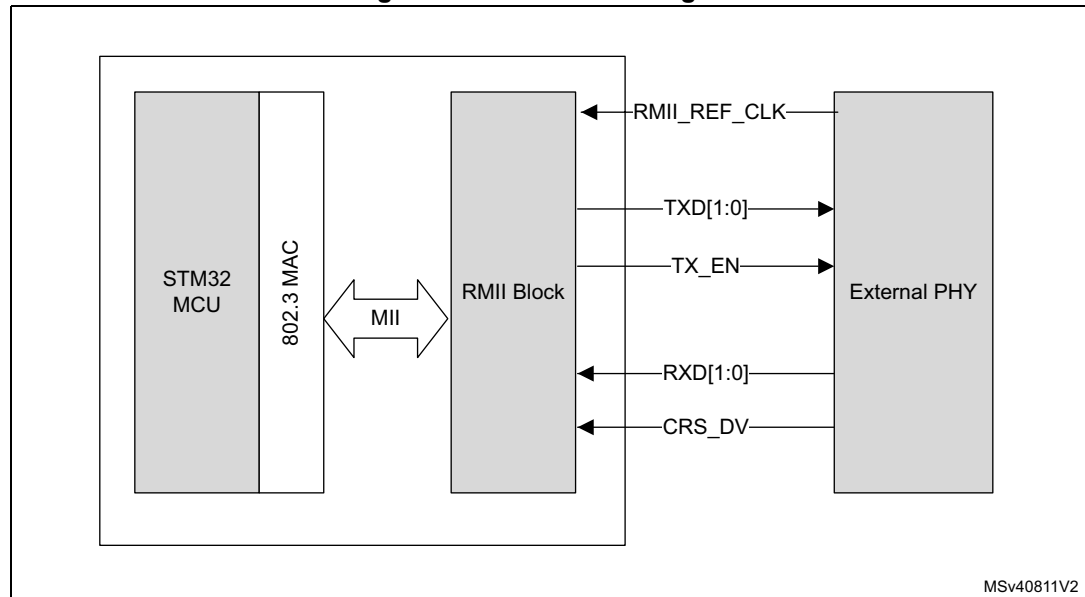 RMII_REF_CLK
TXD[1:0]
TX_EN
STM32
MCU
802.3 MAC
MII
RMII Block
External PHY
RXD[1:0]
CRS_DV
MSv40811V2